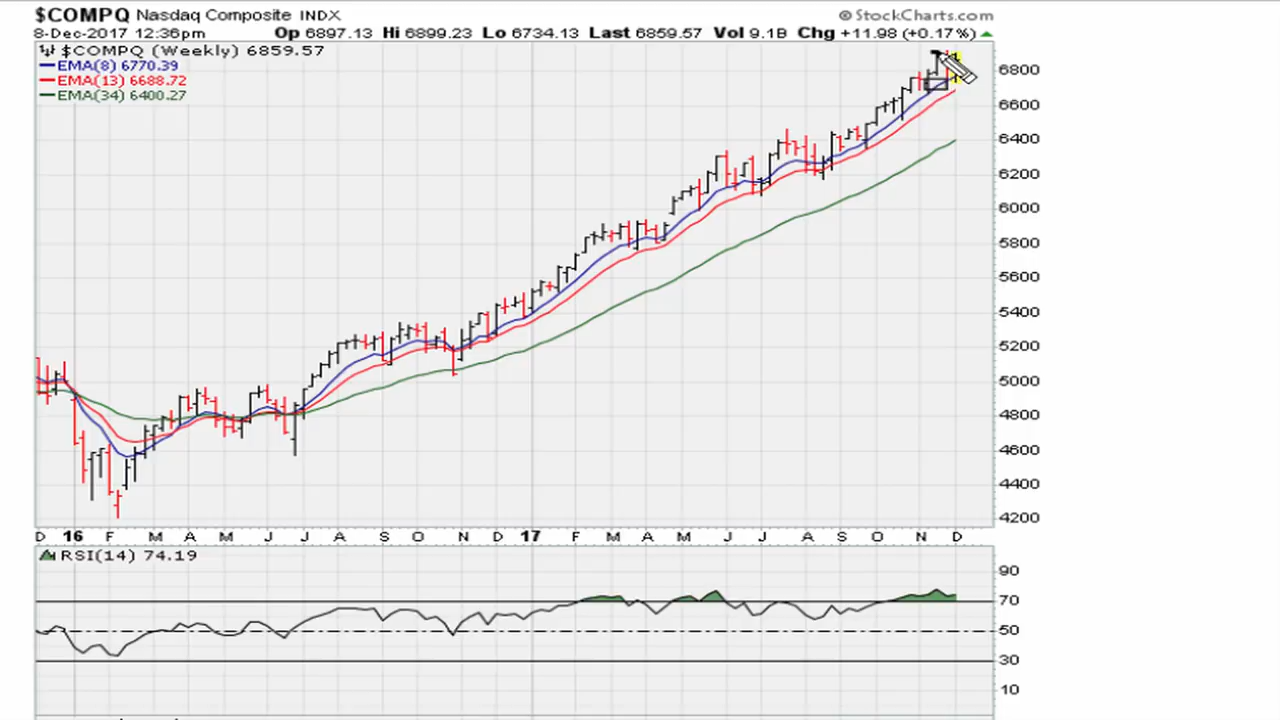 $COMPQ Nasdaq Composite INDX
© StockCharts.com
8-Dec-2017 12:36pm
Op 6897.13 Hi 6899.23 Lo 6734.13 Last 6859.57 Vol 9.1B Chg +11.98 (+0.17%)
$COMPQ (Weekly) 6859.57
EMA(8) 6770.39
EMA(13) 6688.72
EMA(34) 6400.27
6800
6600
6400
6200
6000
5800
5600
5400
5200
5000
4800
4600
4400
4200
D 16 F M A M J J A S O N D 17 F M A M J J A S O N D
RSI(14) 74.19
90
70
50
30
10